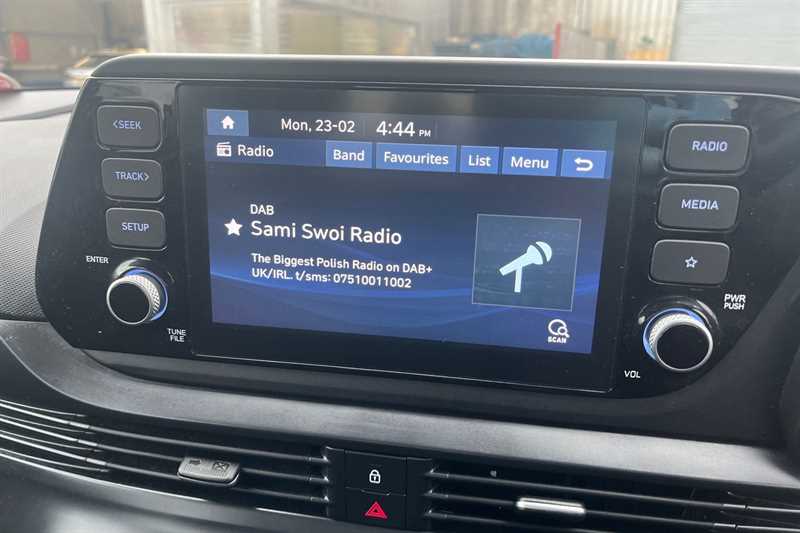 <SEEK
TRACK>
SETUP
ENTER
TUNE
FILE
Mon, 23-02 4:44 PM
Radio Band Favourites List Menu
DAB
Sami Swoi Radio
The Biggest Polish Radio on DAB+
UK/IRL. t/sms: 07510011002
SCAN
RADIO
MEDIA
PWR
PUSH
VOL